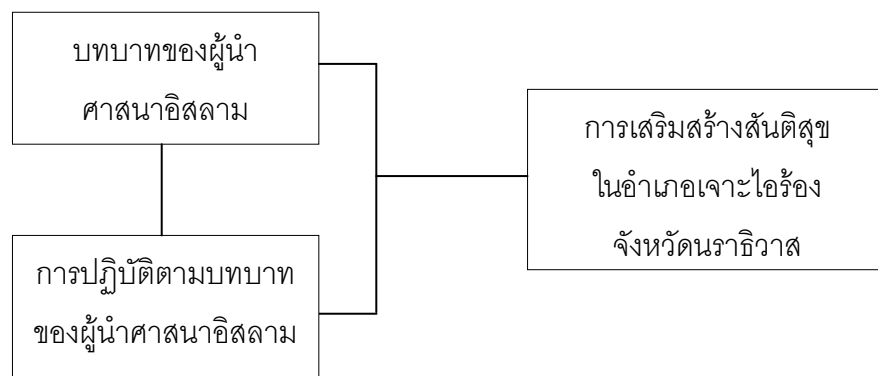 บทบาทของผู้นำ
ศาสนาอิสลาม
การปฏิบัติตามบทบาท
ของผู้นำศาสนาอิสลาม
การเสริมสร้างสันติสุข
ในอำเภอเจาะไอร้อง
จังหวัดนราธิวาส